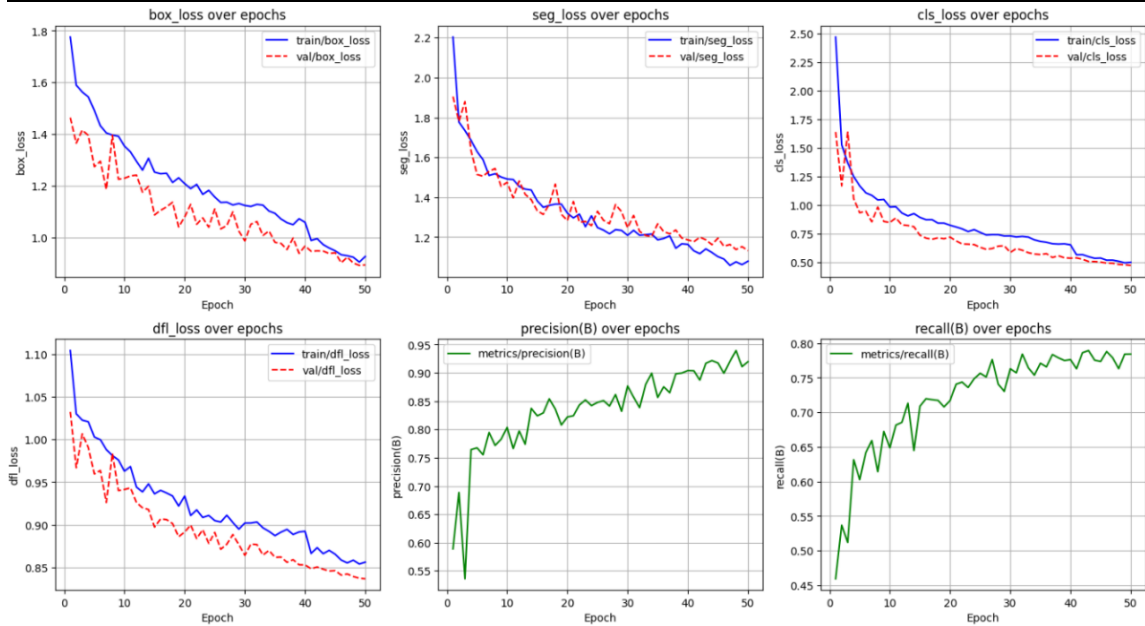 box_loss over epochs
train/box_loss
val/box_loss
1.8
1.6
1.4
1.2
1.0
box_loss
0
10
20
30
40
50
Epoch
seg_loss over epochs
train/seg_loss
val/seg_loss
2.2
2.0
1.8
1.6
1.4
1.2
seg_loss
0
10
20
30
40
50
Epoch
cls_loss over epochs
train/cls_loss
val/cls_loss
2.50
2.25
2.00
1.75
1.50
1.25
1.00
0.75
0.50
cls_loss
0
10
20
30
40
50
Epoch
dfl_loss over epochs
train/dfl_loss
val/dfl_loss
1.10
1.05
1.00
0.95
0.90
0.85
dfl_loss
0
10
20
30
40
50
Epoch
precision(B) over epochs
metrics/precision(B)
0.95
0.90
0.85
0.80
0.75
0.70
0.65
0.60
0.55
precision(B)
0
10
20
30
40
50
Epoch
recall(B) over epochs
metrics/recall(B)
0.80
0.75
0.70
0.65
0.60
0.55
0.50
0.45
recall(B)
0
10
20
30
40
50
Epoch